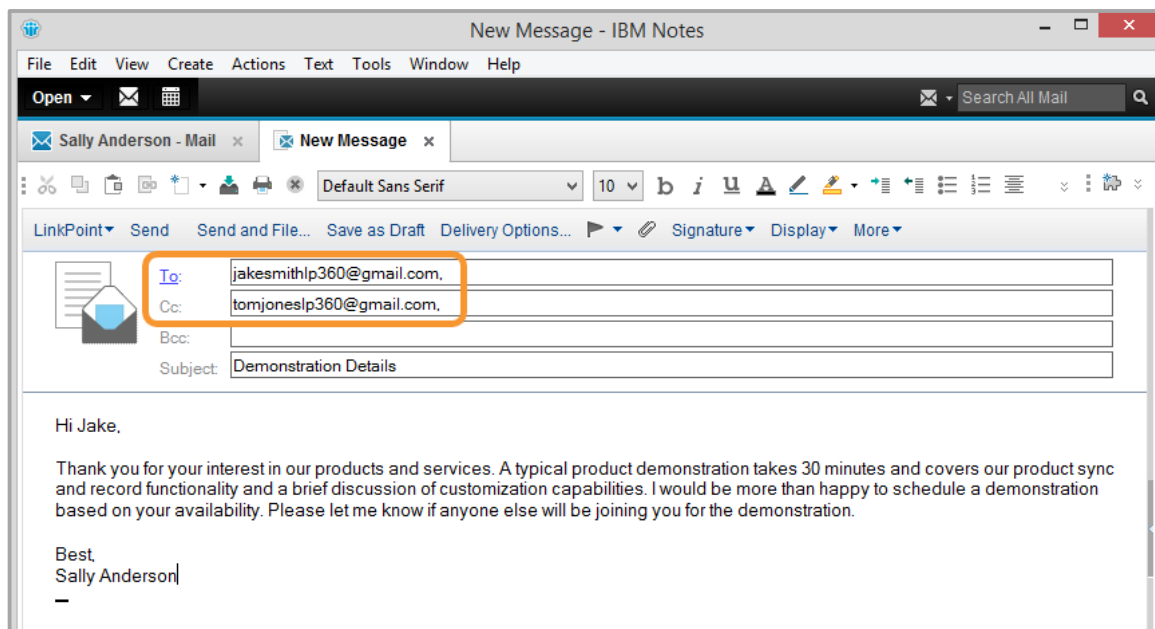 New Message - IBM Notes
File Edit View Create Actions Text Tools Window Help
Open Search All Mail
Sally Anderson - Mail x New Message x
Default Sans Serif 10 b i U A
LinkPoint Send Send and File... Save as Draft Delivery Options... Signature Display More
To: jakesmithlp360@gmail.com,
Cc: tomjoneslp360@gmail.com,
Bcc:
Subject: Demonstration Details
Hi Jake,
Thank you for your interest in our products and services. A typical product demonstration takes 30 minutes and covers our product sync
and record functionality and a brief discussion of customization capabilities. I would be more than happy to schedule a demonstration
based on your availability. Please let me know if anyone else will be joining you for the demonstration.
Best,
Sally Anderson